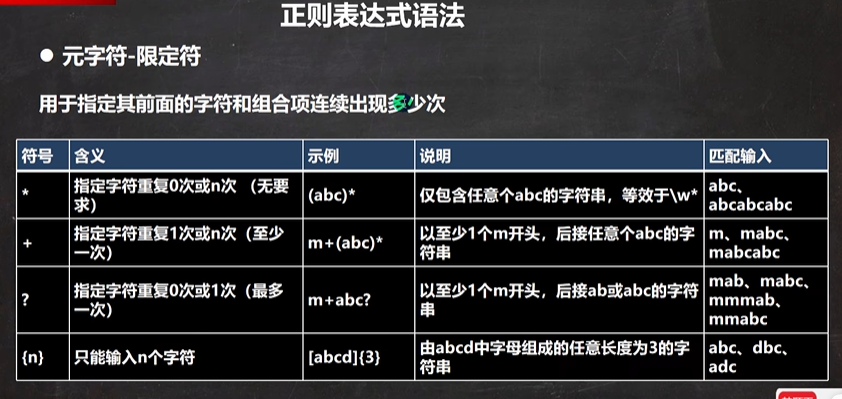 正则表达式语法
● 元字符-限定符
用于指定其前面的字符和组合项连续出现多少次
符号 含义 示例 说明 匹配输入
* 指定字符重复0次或n次 （无要求） (abc)* 仅包含任意个abc的字符串，等效于\w* abc、abcabcabc
+ 指定字符重复1次或n次（至少一次） m+(abc)* 以至少1个m开头，后接任意个abc的字符串 m、mabc、mabcabc
? 指定字符重复0次或1次（最多一次） m+abc? 以至少1个m开头，后接ab或abc的字符串 mab、mabc、mmmab、mmabc
{n} 只能输入n个字符 [abcd]{3} 由abcd中字母组成的任意长度为3的字符串 abc、dbc、adc